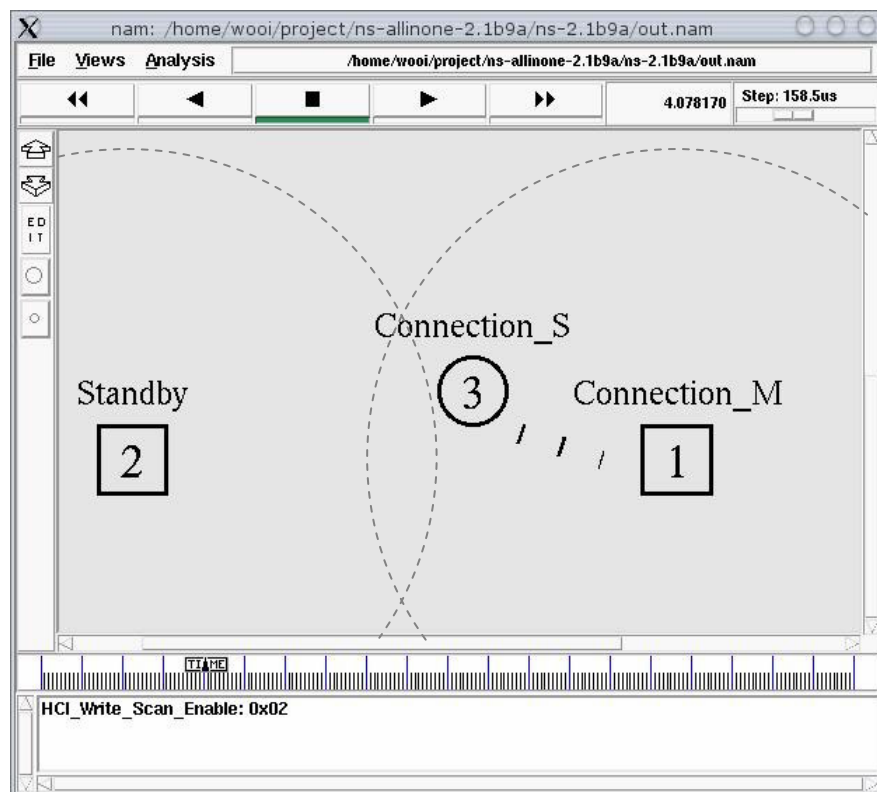 nam: /home/wooi/project/ns-allinone-2.1b9a/ns-2.1b9a/out.nam
File Views Analysis /home/wooi/project/ns-allinone-2.1b9a/ns-2.1b9a/out.nam
4.078170 Step: 158.5us
ED
IT
Connection_S
3
Standby
Connection_M
2
1
TIME
HCI_Write_Scan_Enable: 0x02